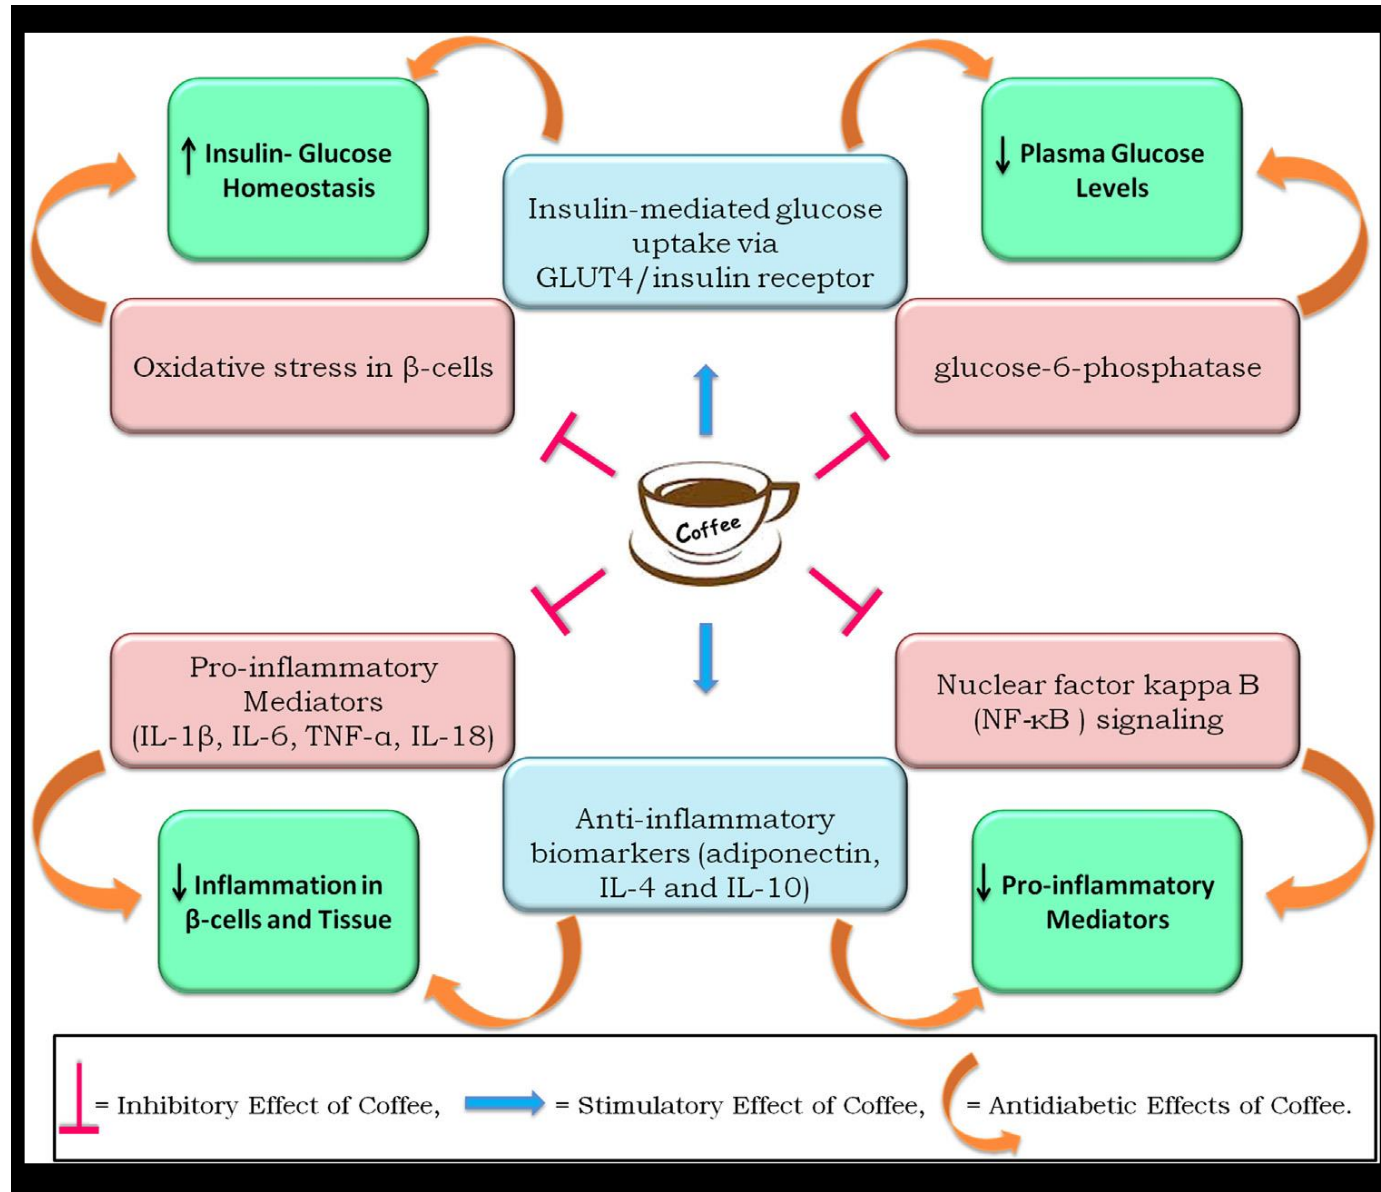 ↑ Insulin- Glucose
Homeostasis
↓ Plasma Glucose
Levels
Insulin-mediated glucose
uptake via
GLUT4/insulin receptor
Oxidative stress in β-cells
glucose-6-phosphatase
Coffee
Pro-inflammatory
Mediators
(IL-1β, IL-6, TNF-α, IL-18)
Nuclear factor kappa B
(NF-κB ) signaling
Anti-inflammatory
biomarkers (adiponectin,
IL-4 and IL-10)
↓ Inflammation in
β-cells and Tissue
↓ Pro-inflammatory
Mediators
= Inhibitory Effect of Coffee, = Stimulatory Effect of Coffee, = Antidiabetic Effects of Coffee.